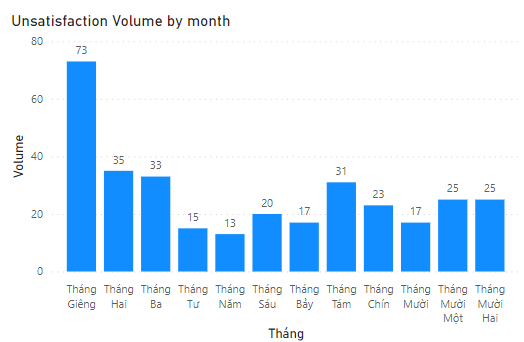 Unsatisfaction Volume by month
80
60
40
20
0
Volume
73
35
33
15
13
20
17
31
23
17
25
25
Tháng
Giêng
Tháng
Hai
Tháng
Ba
Tháng
Tư
Tháng
Năm
Tháng
Sáu
Tháng
Bảy
Tháng
Tám
Tháng
Chín
Tháng
Mười
Tháng
Mười
Một
Tháng
Mười
Hai
Tháng